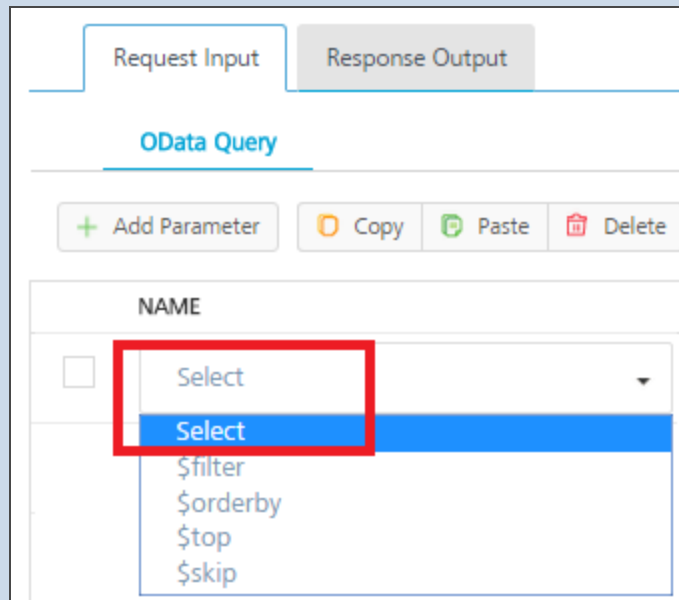 Request Input Response Output
OData Query
Add Parameter Copy Paste Delete
NAME
Select
Select
$filter
$orderby
$top
$skip